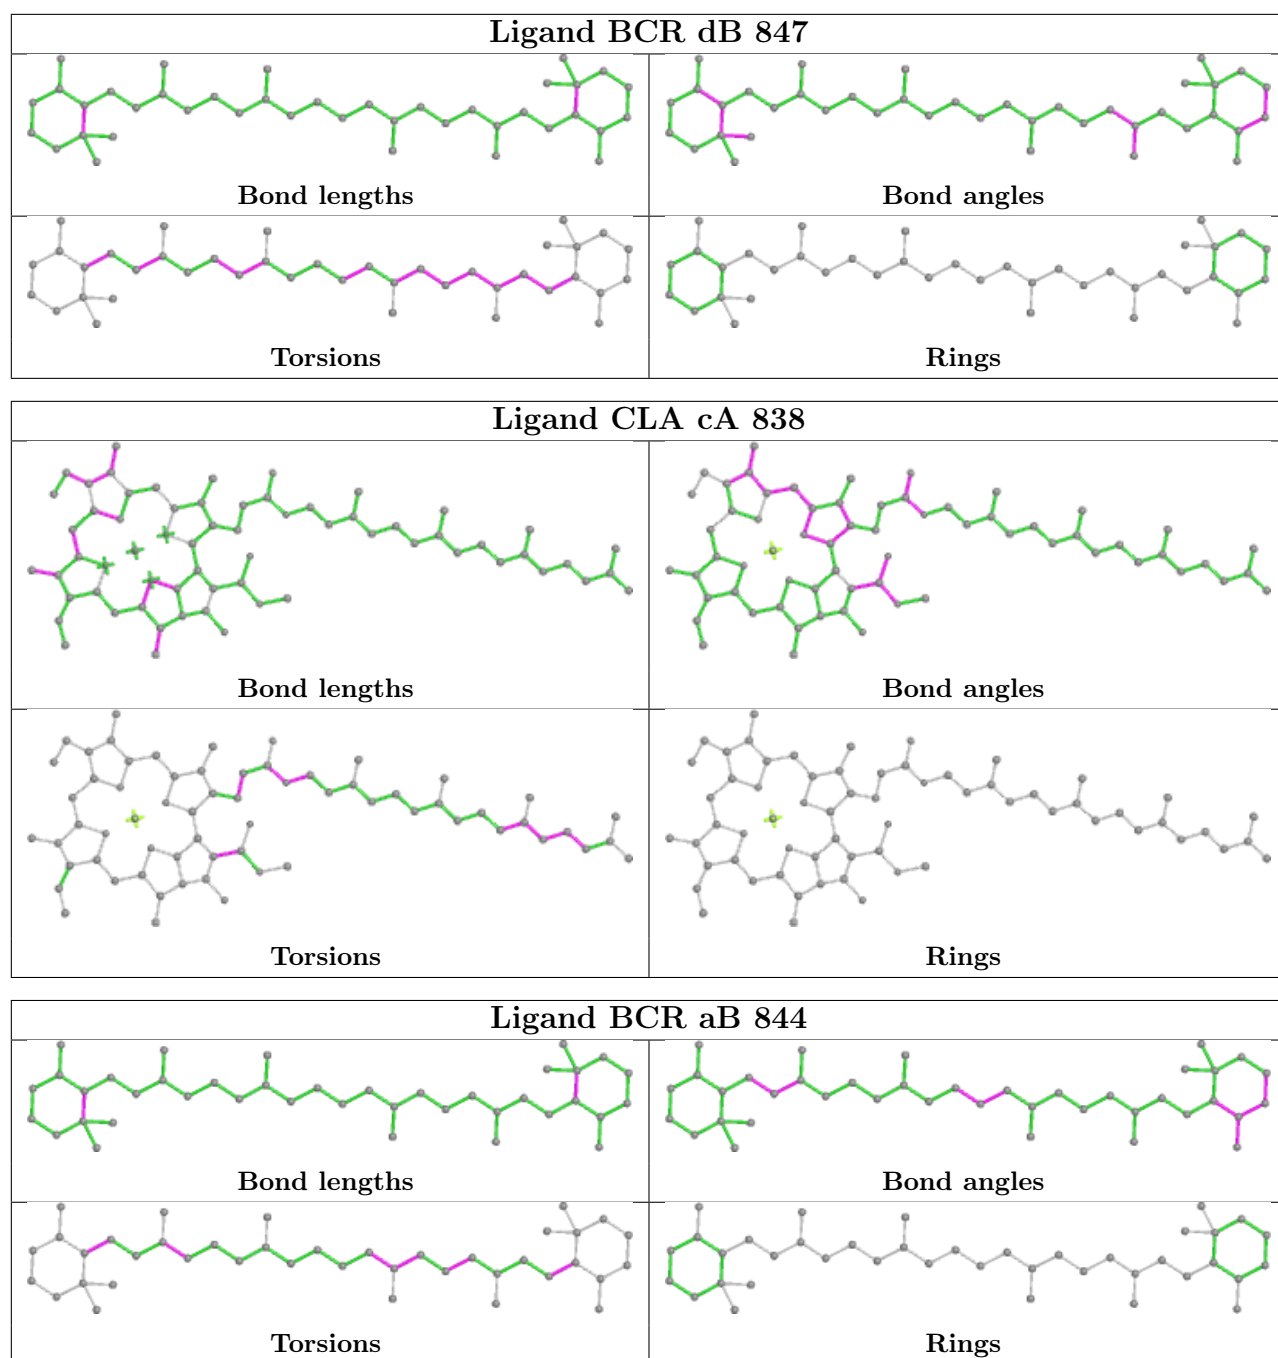 Ligand BCR dB 847
Bond lengths
Bond angles
Torsions
Rings
Ligand CLA cA 838
Bond lengths
Bond angles
Torsions
Rings
Ligand BCR aB 844
Bond lengths
Bond angles
Torsions
Rings